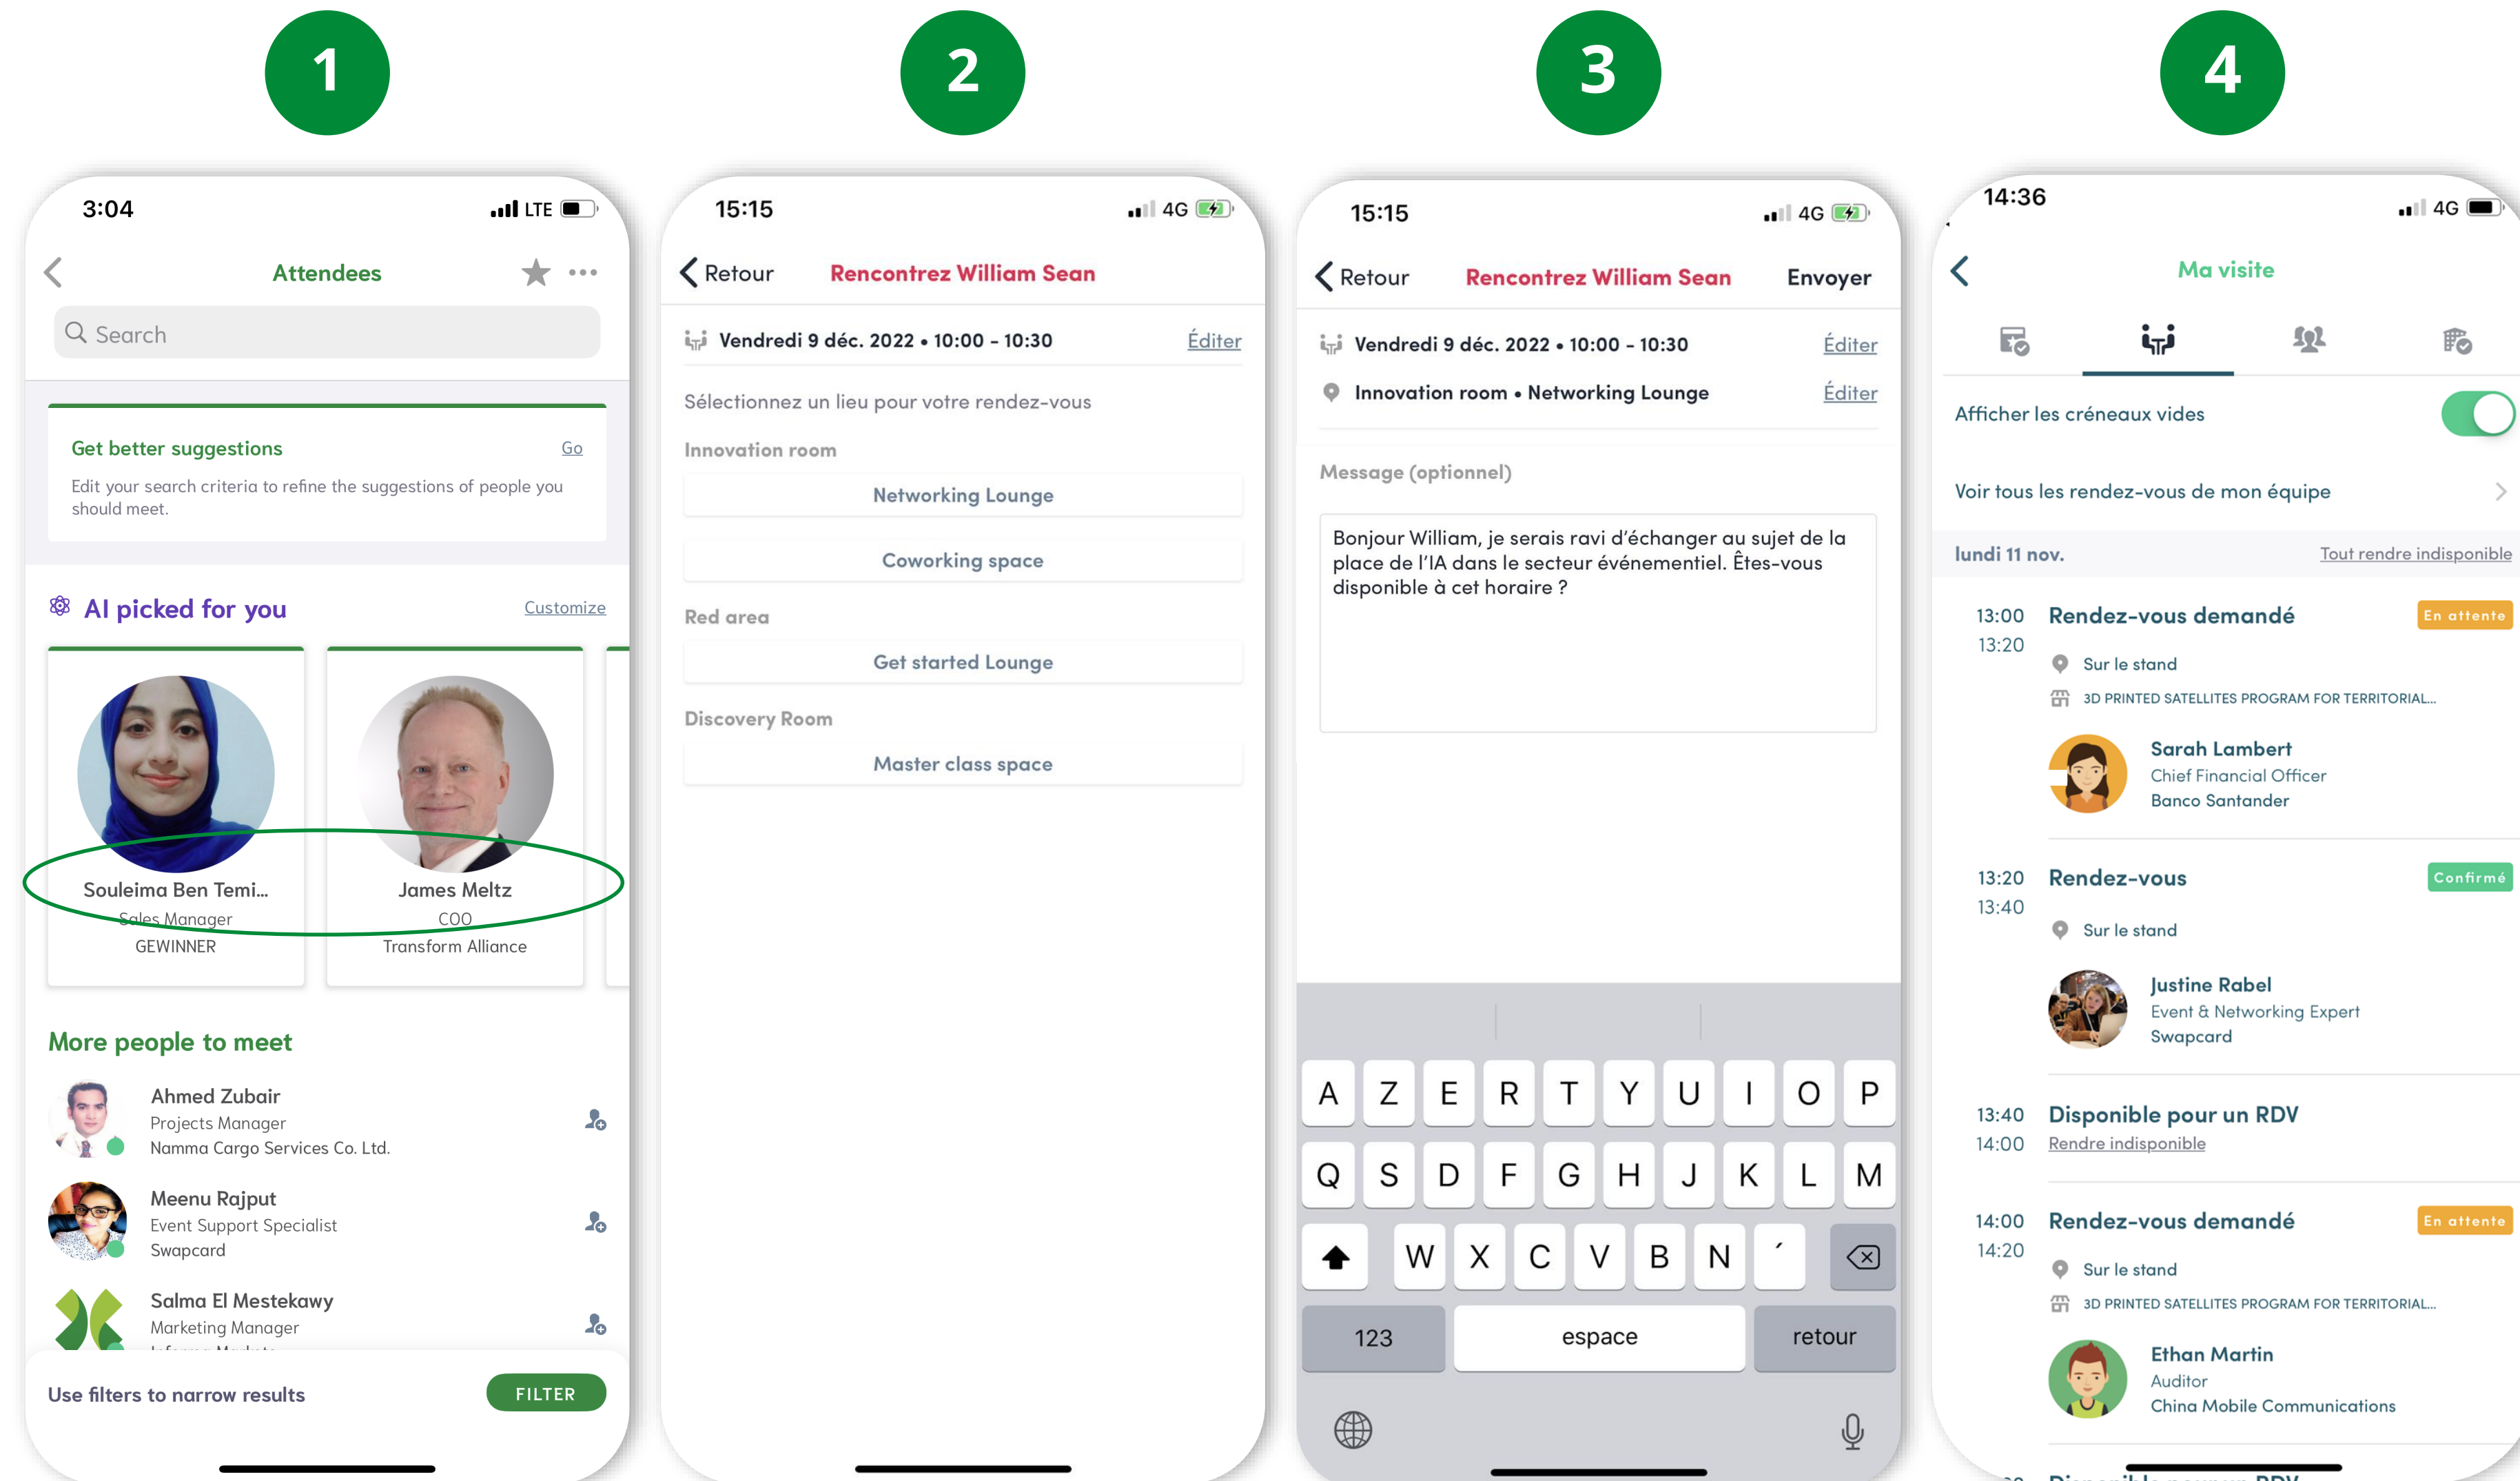 1
2
3
4
3:04
LTE
Attendees
Search
Get better suggestions
Go
Edit your search criteria to refine the suggestions of people you
should meet.
AI picked for you
Customize
Souleima Ben Temi...
Sales Manager
GEWINNER
James Meltz
COO
Transform Alliance
More people to meet
Ahmed Zubair
Projects Manager
Namma Cargo Services Co. Ltd.
Meenu Rajput
Event Support Specialist
Swapcard
Salma El Mestekawy
Marketing Manager
Use filters to narrow results
FILTER
15:15
4G
Retour
Rencontrez William Sean
Vendredi 9 déc. 2022 • 10:00 - 10:30
Éditer
Sélectionnez un lieu pour votre rendez-vous
Innovation room
Networking Lounge
Coworking space
Red area
Get started Lounge
Discovery Room
Master class space
15:15
4G
Retour
Rencontrez William Sean
Envoyer
Vendredi 9 déc. 2022 • 10:00 - 10:30
Éditer
Innovation room • Networking Lounge
Éditer
Message (optionnel)
Bonjour William, je serais ravi d'échanger au sujet de la
place de l'IA dans le secteur événementiel. Êtes-vous
disponible à cet horaire ?
A Z E R T Y U I O P
Q S D F G H J K L M
W X C V B N ´
123
espace
retour
14:36
4G
Ma visite
Afficher les créneaux vides
Voir tous les rendez-vous de mon équipe
lundi 11 nov.
Tout rendre indisponible
13:00
13:20
Rendez-vous demandé
En attente
Sur le stand
3D PRINTED SATELLITES PROGRAM FOR TERRITORIAL...
Sarah Lambert
Chief Financial Officer
Banco Santander
13:20
13:40
Rendez-vous
Confirmé
Sur le stand
Justine Rabel
Event & Networking Expert
Swapcard
13:40
14:00
Disponible pour un RDV
Rendre indisponible
14:00
14:20
Rendez-vous demandé
En attente
Sur le stand
3D PRINTED SATELLITES PROGRAM FOR TERRITORIAL...
Ethan Martin
Auditor
China Mobile Communications